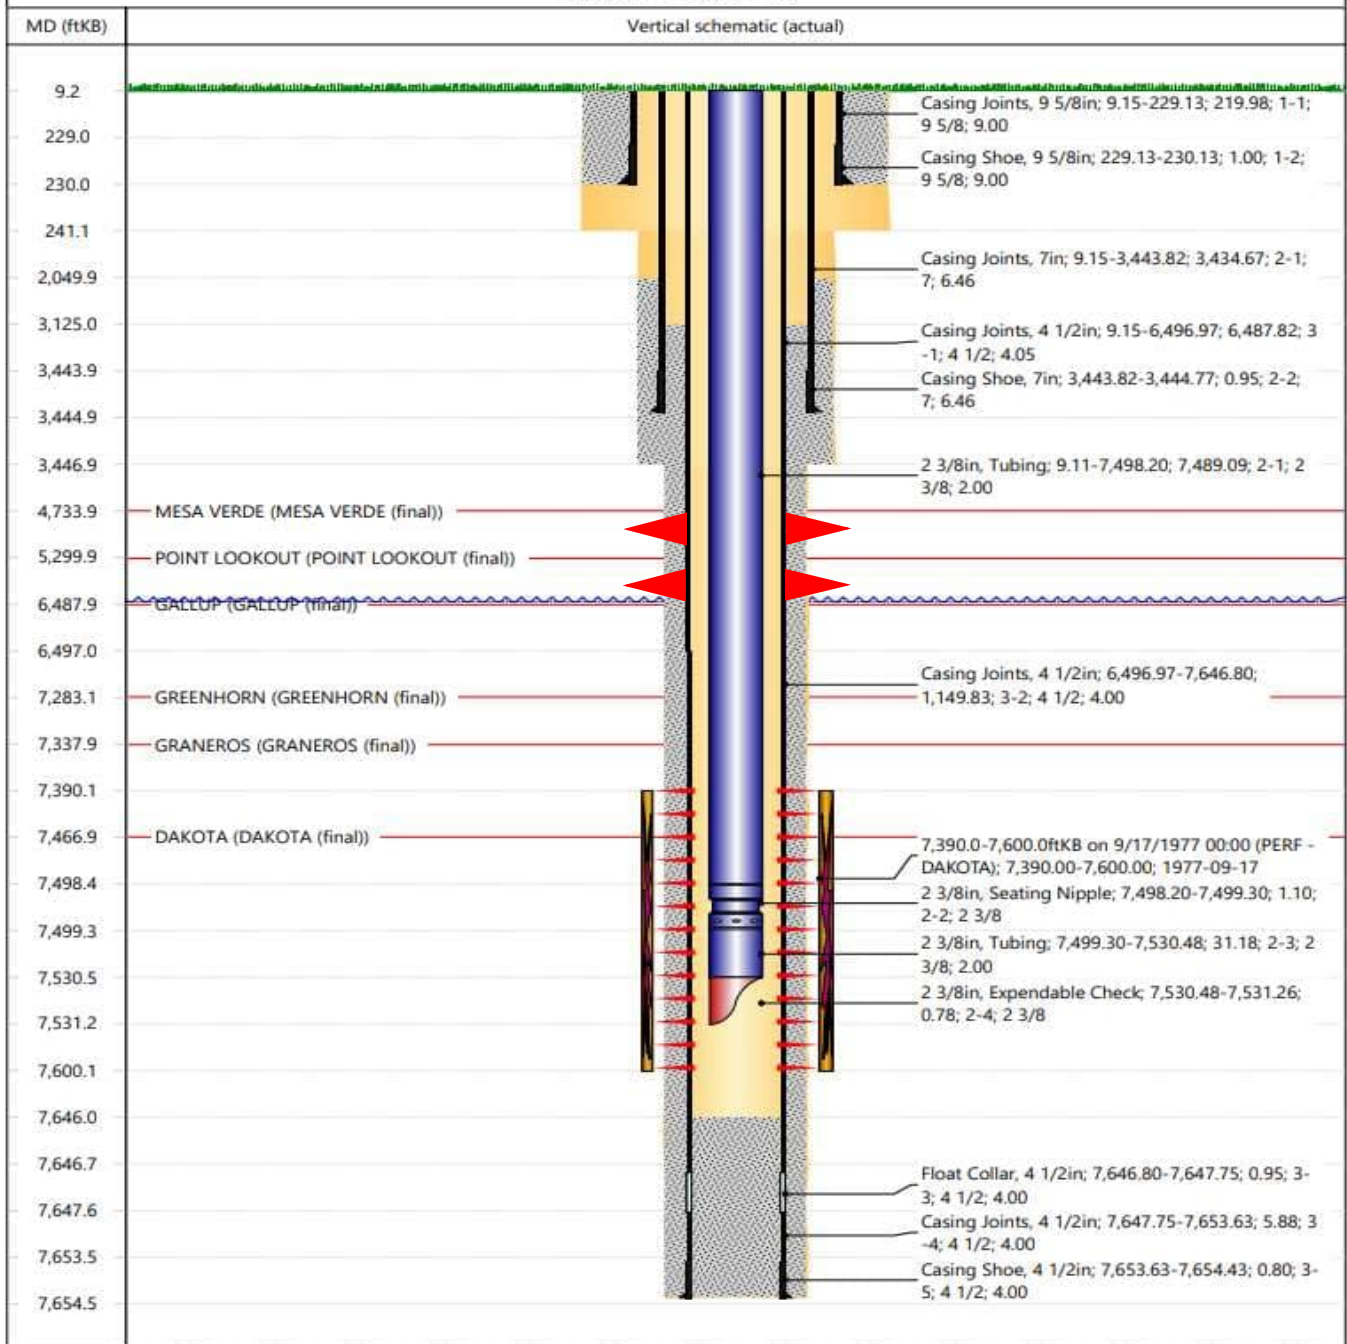 MD (ftKB)
Vertical schematic (actual)
9.2
Casing Joints, 9 5/8in; 9.15-229.13; 219.98; 1-1;
9 5/8; 9.00
229.0
Casing Shoe, 9 5/8in; 229.13-230.13; 1.00; 1-2;
9 5/8; 9.00
230.0
241.1
Casing Joints, 7in; 9.15-3,443.82; 3,434.67; 2-1;
7; 6.46
2,049.9
3,125.0
Casing Joints, 4 1/2in; 9.15-6,496.97; 6,487.82; 3
-1; 4 1/2; 4.05
3,443.9
Casing Shoe, 7in; 3,443.82-3,444.77; 0.95; 2-2;
7; 6.46
3,444.9
3,446.9
2 3/8in, Tubing; 9.11-7,498.20; 7,489.09; 2-1; 2
3/8; 2.00
4,733.9
MESA VERDE (MESA VERDE (final))
5,299.9
POINT LOOKOUT (POINT LOOKOUT (final))
6,487.9
GALLUP (GALLUP (final))
6,497.0
Casing Joints, 4 1/2in; 6,496.97-7,646.80;
1,149.83; 3-2; 4 1/2; 4.00
7,283.1
GREENHORN (GREENHORN (final))
7,337.9
GRANEROS (GRANEROS (final))
7,390.1
7,466.9
DAKOTA (DAKOTA (final))
7,390.0-7,600.0ftKB on 9/17/1977 00:00 (PERF -
DAKOTA); 7,390.00-7,600.00; 1977-09-17
7,498.4
2 3/8in, Seating Nipple; 7,498.20-7,499.30; 1.10;
2-2; 2 3/8
7,499.3
2 3/8in, Tubing; 7,499.30-7,530.48; 31.18; 2-3; 2
3/8; 2.00
7,530.5
2 3/8in, Expendable Check; 7,530.48-7,531.26;
0.78; 2-4; 2 3/8
7,531.2
7,600.1
7,646.0
7,646.7
Float Collar, 4 1/2in; 7,646.80-7,647.75; 0.95; 3-
3; 4 1/2; 4.00
7,647.6
Casing Joints, 4 1/2in; 7,647.75-7,653.63; 5.88; 3
-4; 4 1/2; 4.00
7,653.5
Casing Shoe, 4 1/2in; 7,653.63-7,654.43; 0.80; 3-
5; 4 1/2; 4.00
7,654.5